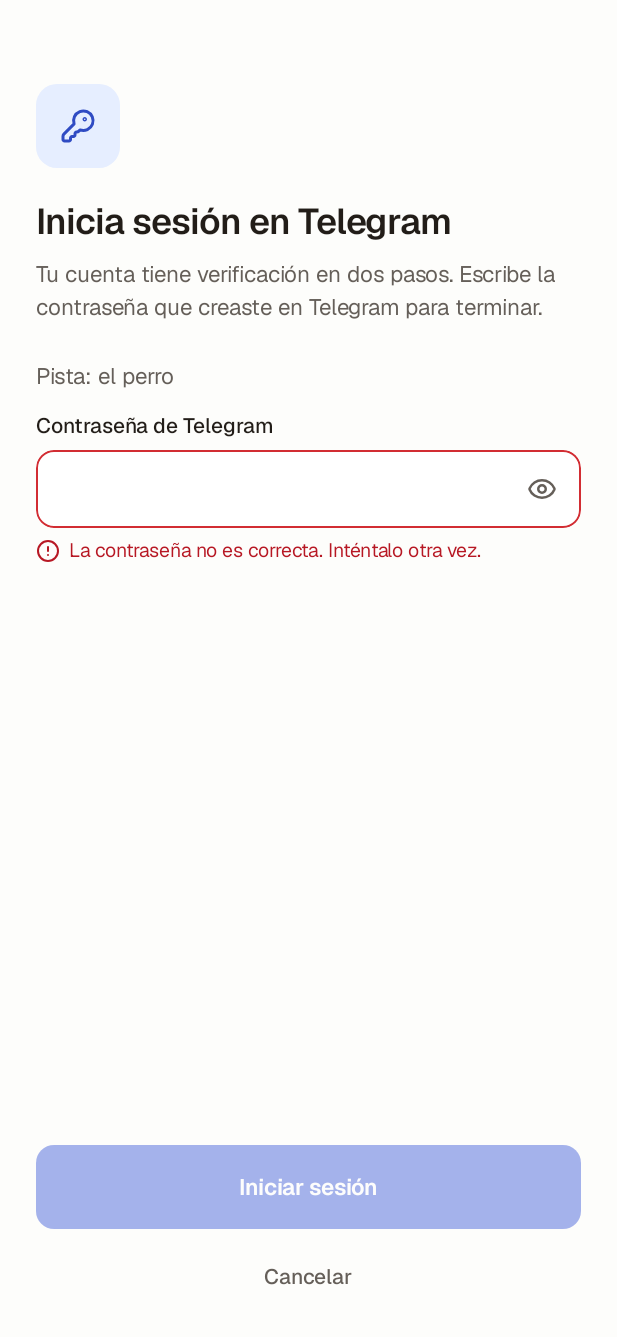 Inicia sesión en Telegram
Tu cuenta tiene verificación en dos pasos. Escribe la
contraseña que creaste en Telegram para terminar.
Pista: el perro
Contraseña de Telegram
La contraseña no es correcta. Inténtalo otra vez.
Iniciar sesión
Cancelar